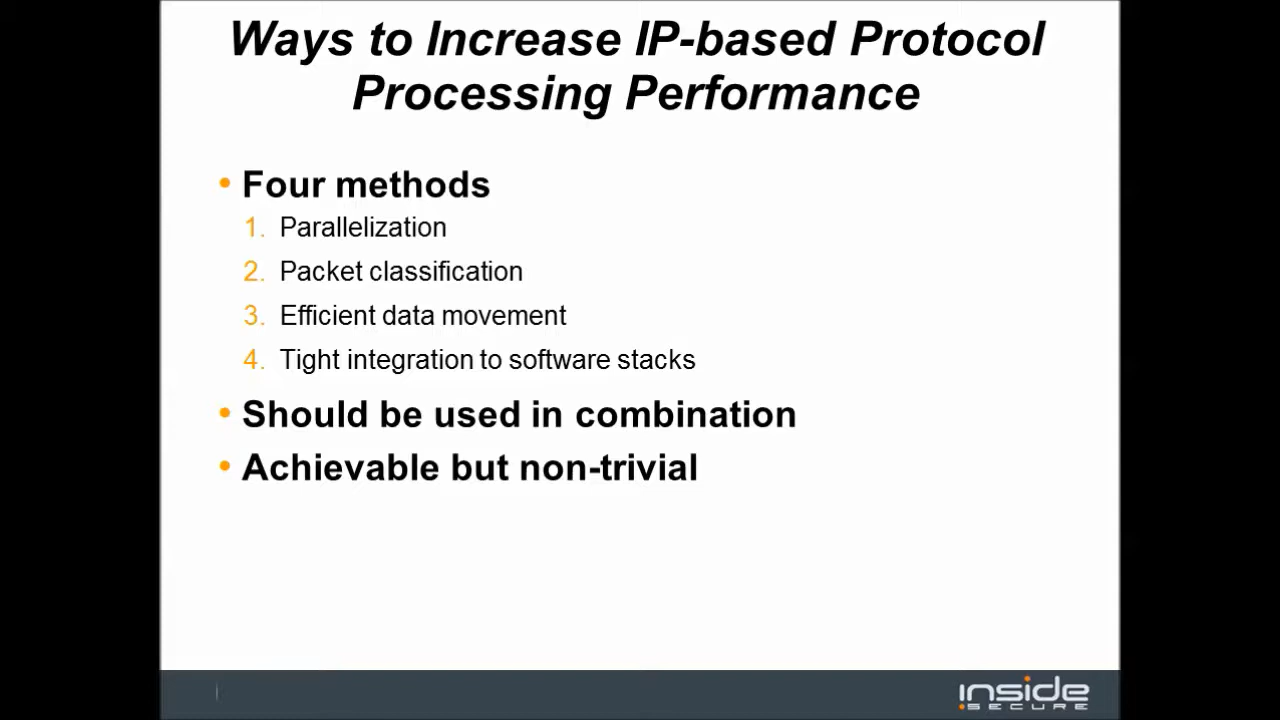 Ways to Increase IP-based Protocol
Processing Performance
• Four methods
1. Parallelization
2. Packet classification
3. Efficient data movement
4. Tight integration to software stacks
• Should be used in combination
• Achievable but non-trivial
inside
SECURE